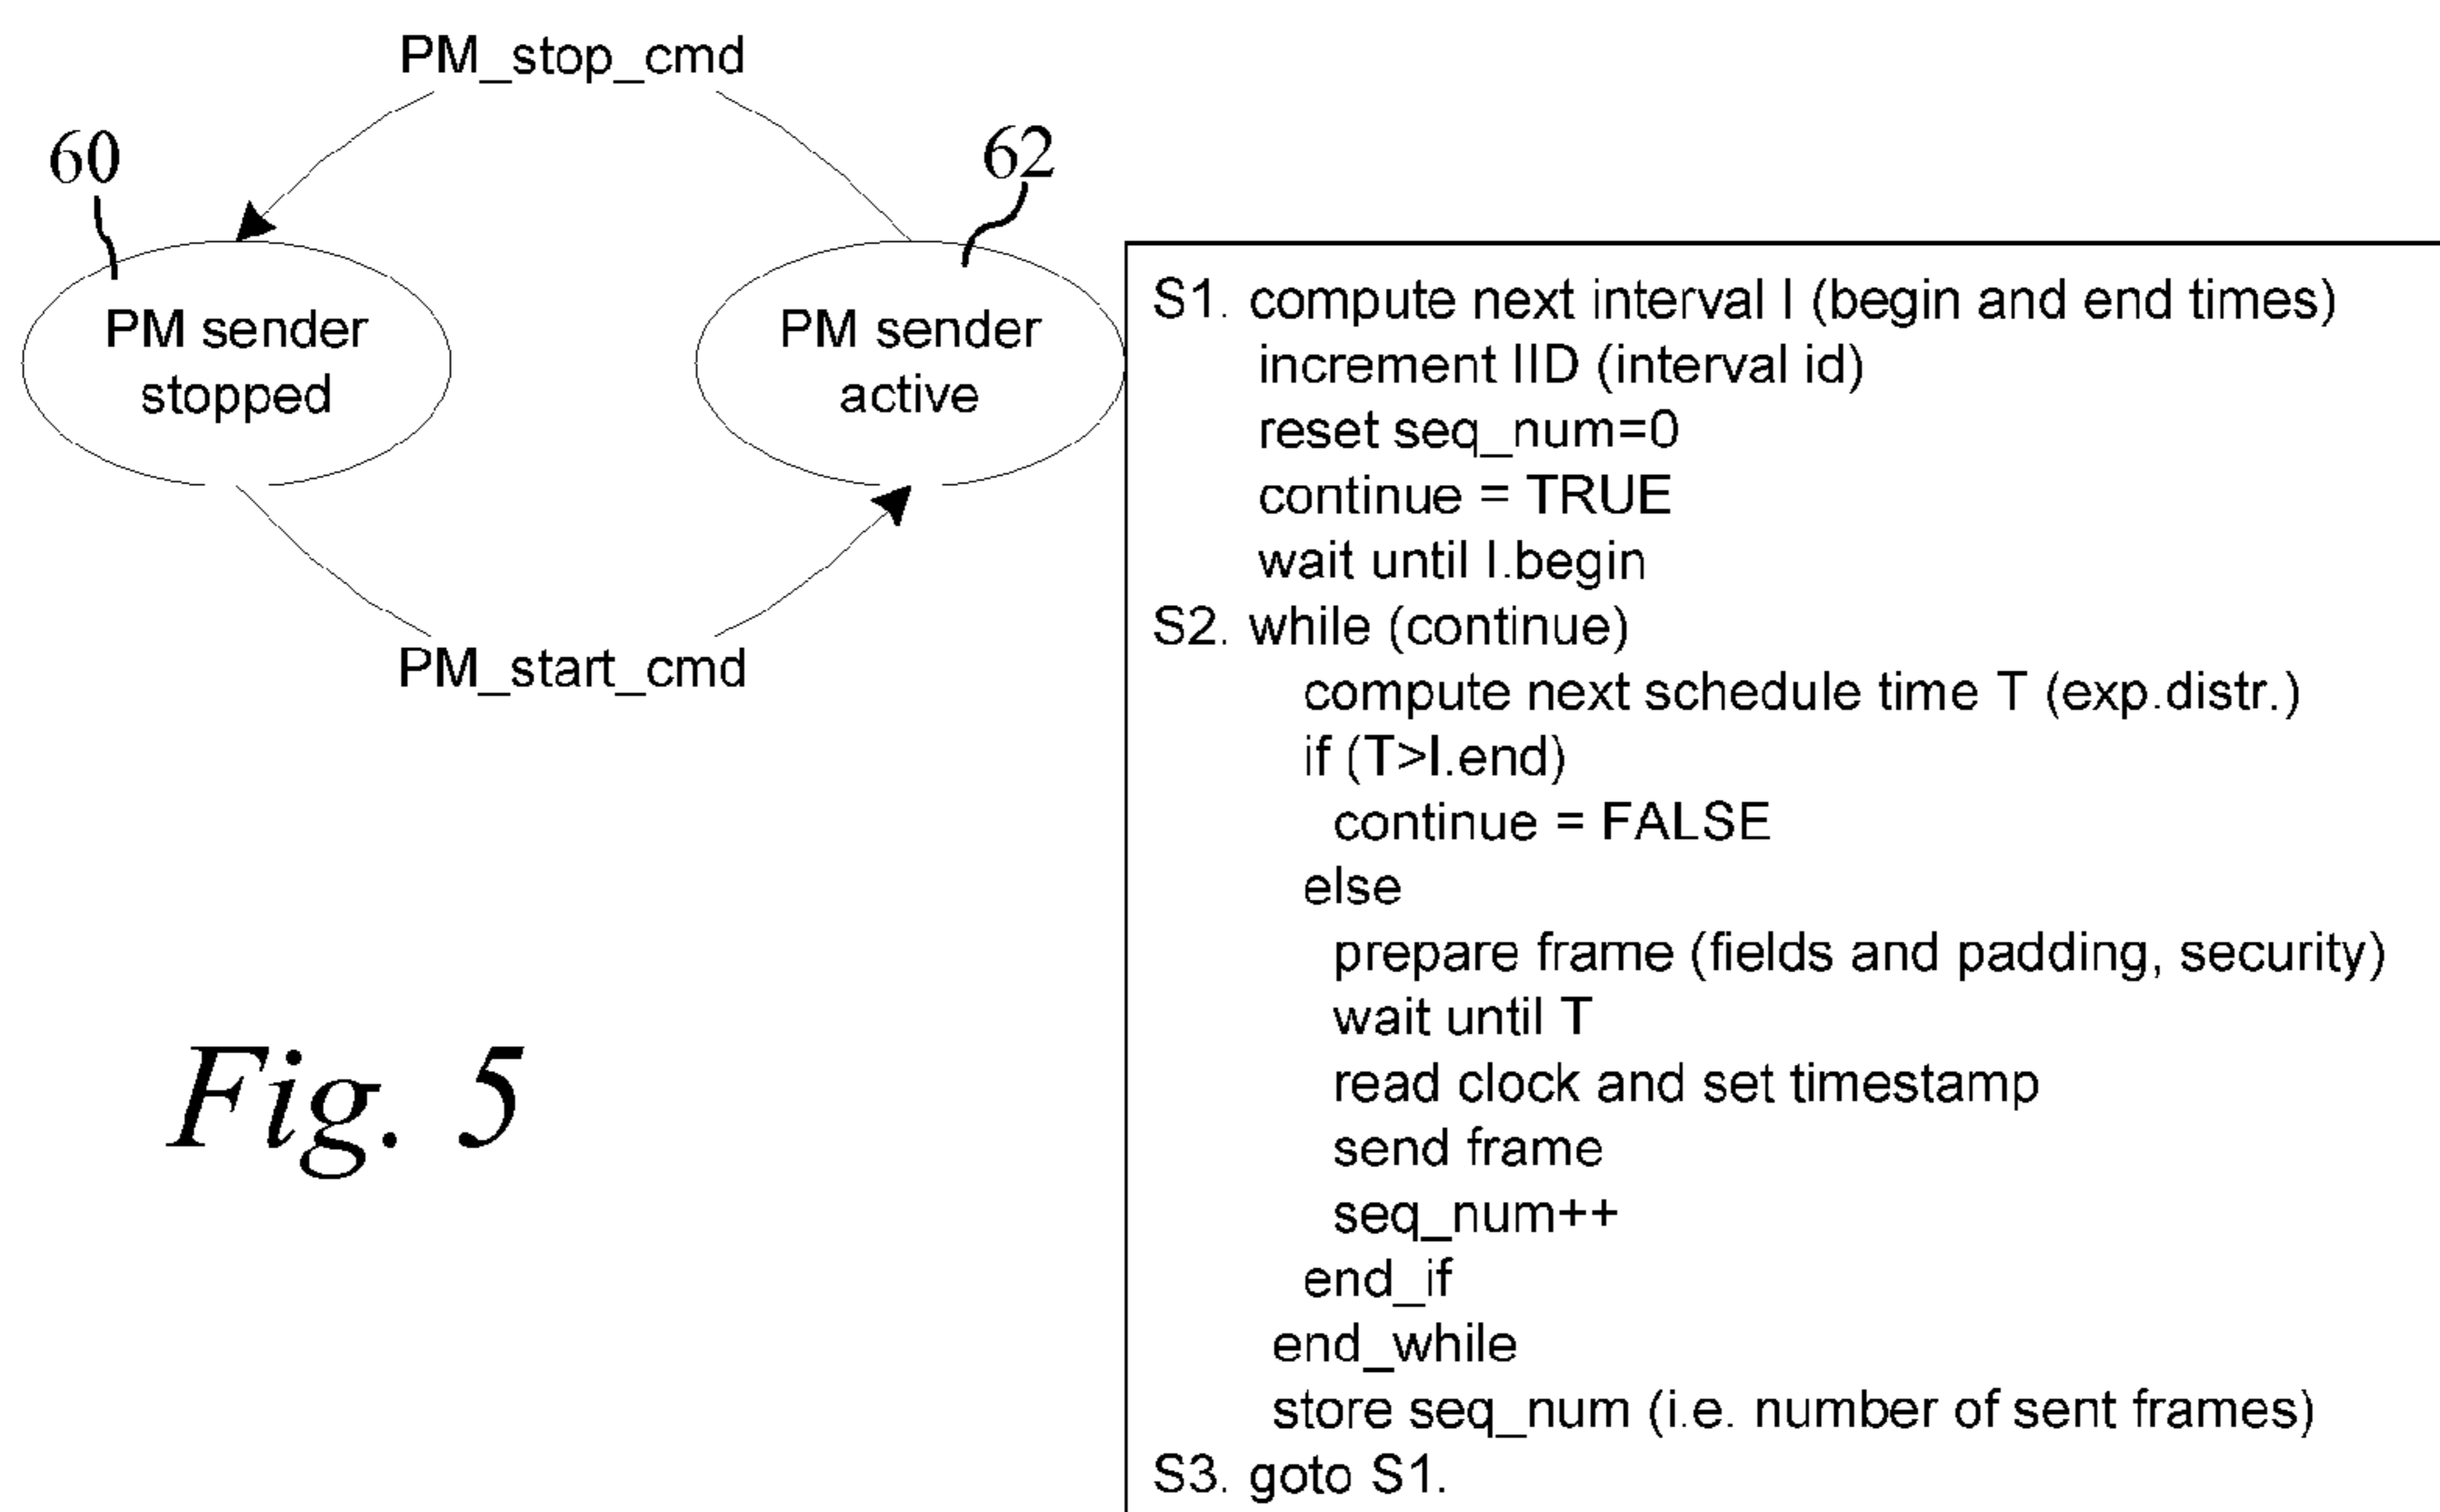 PM_stop_cmd
60
62
PM sender
stopped
PM sender
active
PM_start_cmd
S1. compute next interval I (begin and end times)
increment IID (interval id)
reset seq_num=0
continue = TRUE
wait until I.begin
S2. while (continue)
compute next schedule time T (exp.distr.)
if (T>I.end)
continue = FALSE
else
prepare frame (fields and padding, security)
wait until T
read clock and set timestamp
send frame
seq_num++
end_if
end_while
store seq_num (i.e. number of sent frames)
S3. goto S1.
Fig. 5